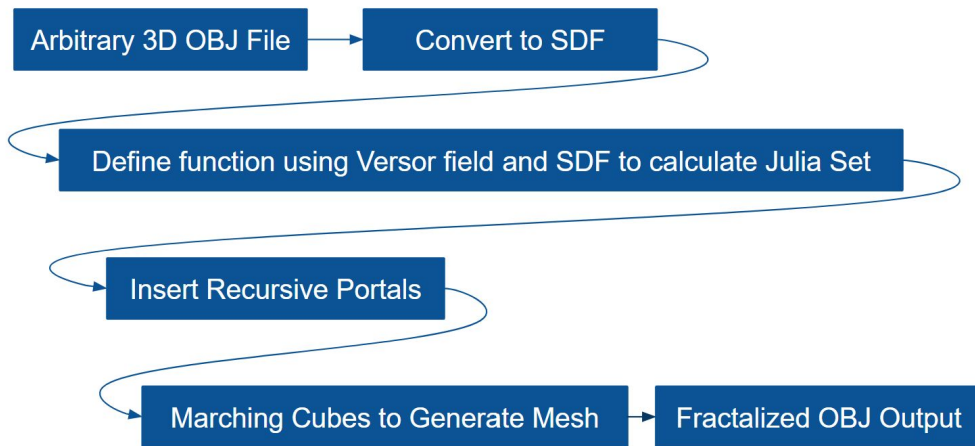 Arbitrary 3D OBJ File
Convert to SDF
Define function using Versor field and SDF to calculate Julia Set
Insert Recursive Portals
Marching Cubes to Generate Mesh
Fractalized OBJ Output